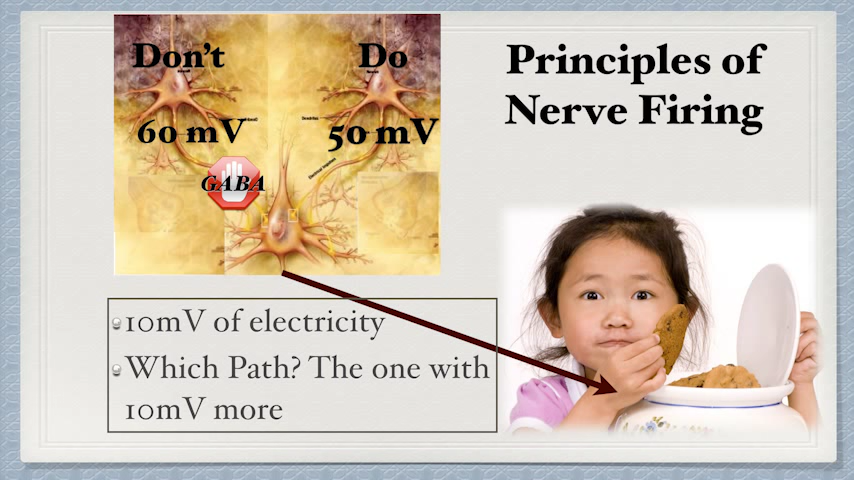 Principles of
Nerve Firing
Don't
Do
60 mV
50 mV
GABA
10mV of electricity
Which Path? The one with
10mV more